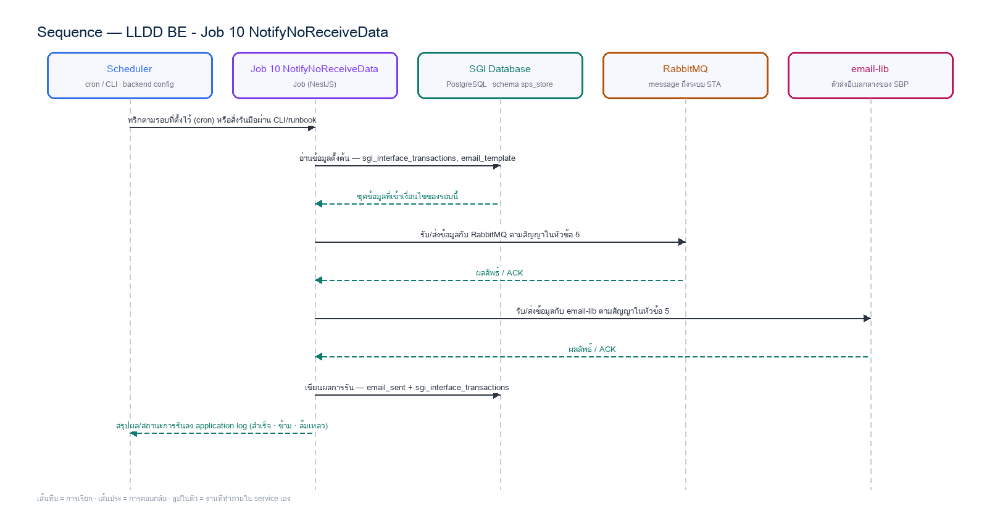 Sequence — LLDD BE - Job 10 NotifyNoReceiveData
Scheduler
cron / CLI · backend config
Job 10 NotifyNoReceiveData
Job (NestJS)
SGI Database
PostgreSQL · schema sps_store
RabbitMQ
message ถึงระบบ STA
email-lib
ตัวส่งอีเมลกลางของ SBP
ทริกตามรอบที่ตั้งไว้ (cron) หรือสั่งรันมือผ่าน CLI/runbook
อ่านข้อมูลตั้งต้น — sgi_interface_transactions, email_template
ชุดข้อมูลที่เข้าเงื่อนไขของรอบนี้
รับ/ส่งข้อมูลกับ RabbitMQ ตามสัญญาในหัวข้อ 5
ผลลัพธ์ / ACK
รับ/ส่งข้อมูลกับ email-lib ตามสัญญาในหัวข้อ 5
ผลลัพธ์ / ACK
เขียนผลการรัน — email_sent + sgi_interface_transactions
สรุปผล/สถานะการรันลง application log (สำเร็จ · ข้าม · ล้มเหลว)
เส้นทึบ = การเรียก · เส้นประ = การตอบกลับ · ลูปในตัว = งานที่ทำภายใน service เอง